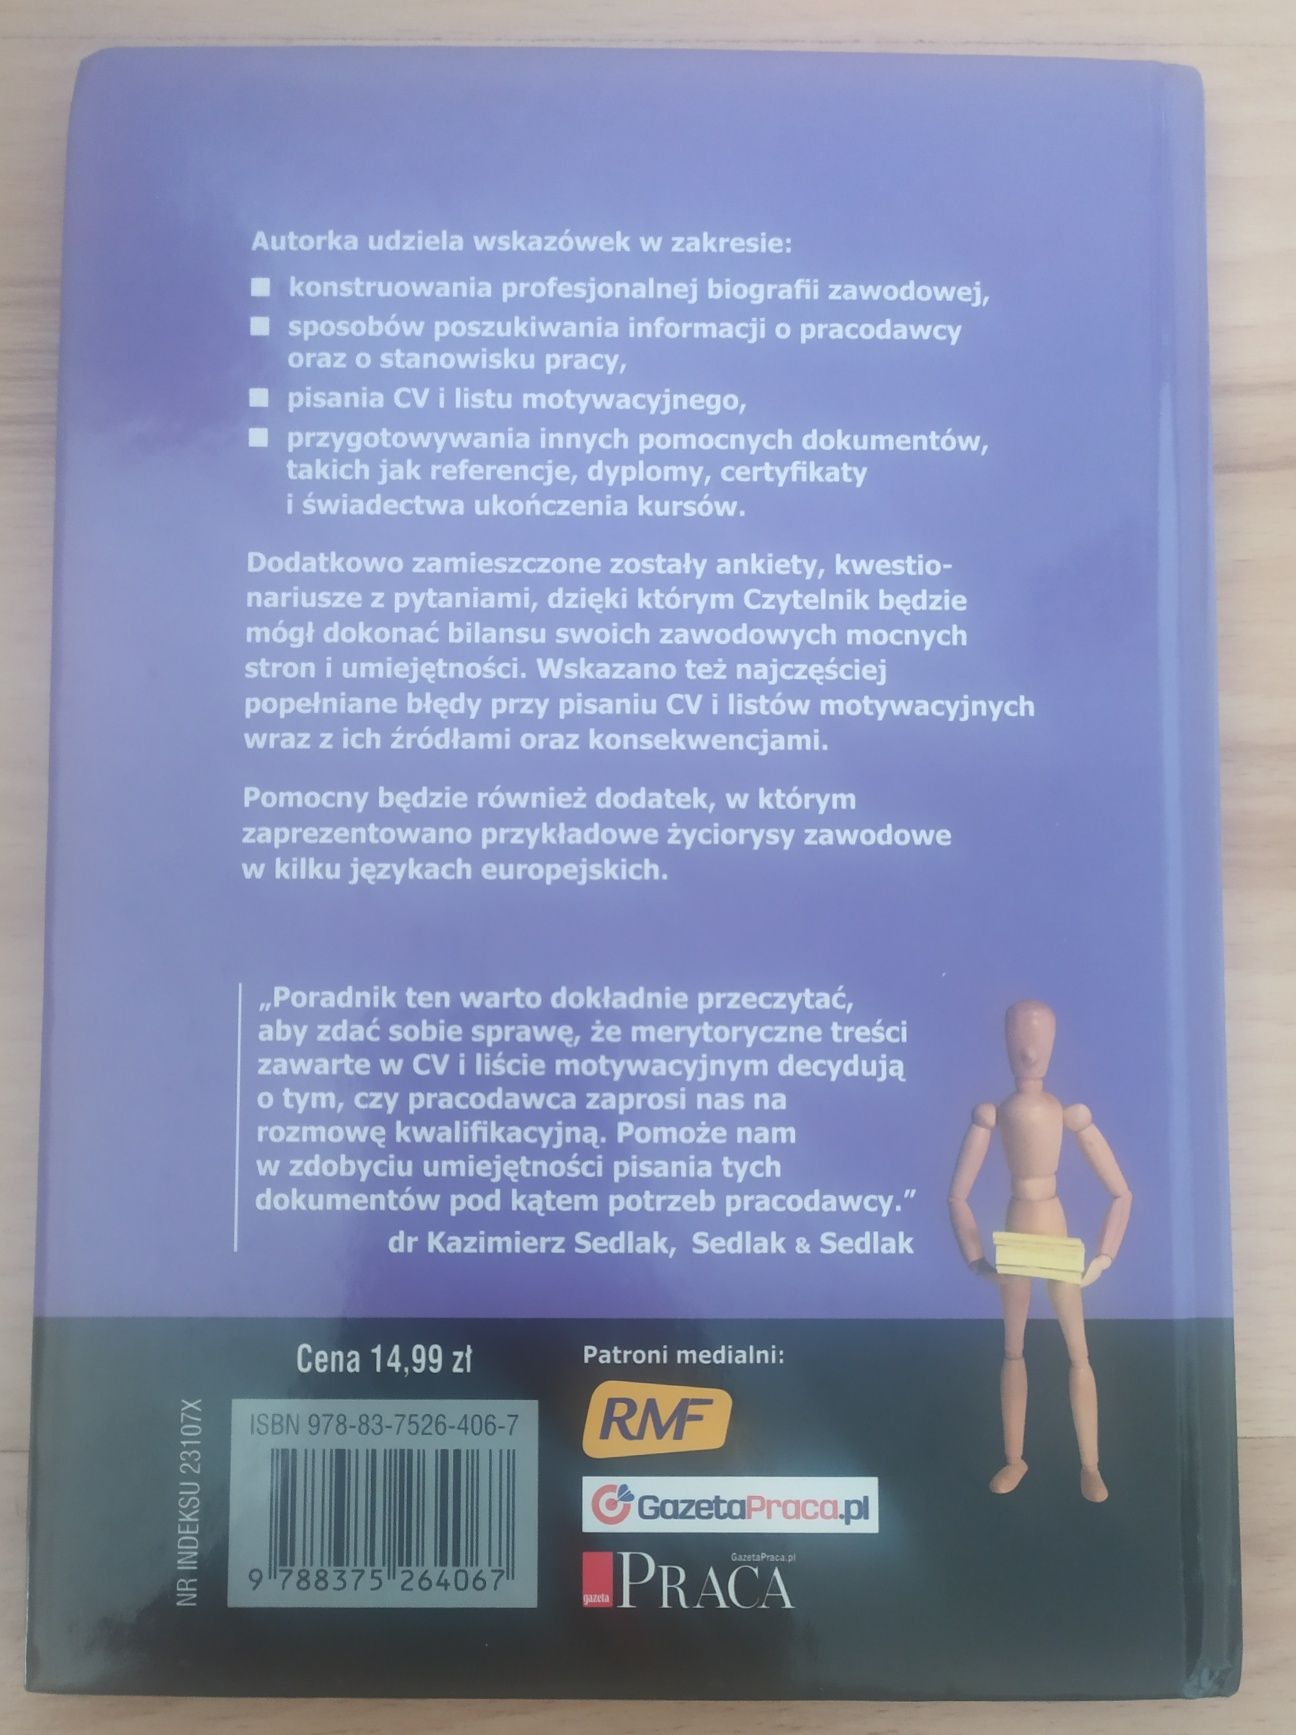 Autorka udziela wskazówek w zakresie:
■ konstruowania profesjonalnej biografii zawodowej,
■ sposobów poszukiwania informacji o pracodawcy
oraz o stanowisku pracy,
■ pisania CV i listu motywacyjnego,
■ przygotowywania innych pomocnych dokumentów,
takich jak referencje, dyplomy, certyfikaty
i świadectwa ukończenia kursów.
Dodatkowo zamieszczone zostały ankiety, kwestio-
nariusze z pytaniami, dzięki którym Czytelnik będzie
mógł dokonać bilansu swoich zawodowych mocnych
stron i umiejętności. Wskazano też najczęściej
popełniane błędy przy pisaniu CV i listów motywacyjnych
wraz z ich źródłami oraz konsekwencjami.
Pomocny będzie również dodatek, w którym
zaprezentowano przykładowe życiorysy zawodowe
w kilku językach europejskich.
„Poradnik ten warto dokładnie przeczytać,
aby zdać sobie sprawę, że merytoryczne treści
zawarte w CV i liście motywacyjnym decydują
o tym, czy pracodawca zaprosi nas na
rozmowę kwalifikacyjną. Pomoże nam
w zdobyciu umiejętności pisania tych
dokumentów pod kątem potrzeb pracodawcy.”
dr Kazimierz Sedlak, Sedlak & Sedlak
Cena 14,99 zł
NR INDEKSU 23107X
ISBN 978-83-7526-406-7
9 788375 264067
Patroni medialni:
RMF
GazetaPraca.pl
GazetaPraca.pl
gazeta PRACA